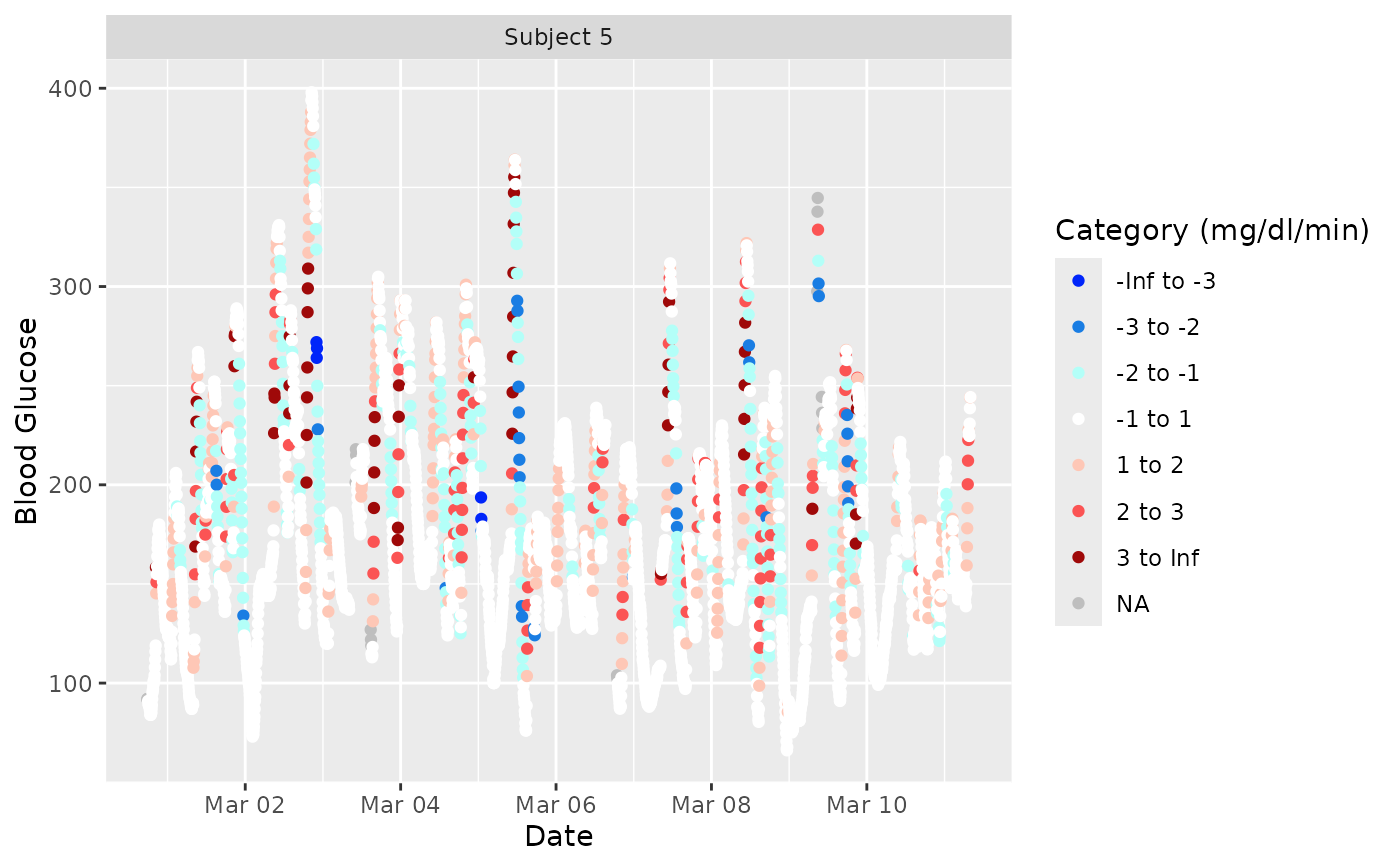 Subject 5
400
300
200
100
Blood Glucose
Mar 02
Mar 04
Mar 06
Mar 08
Mar 10
Date
Category (mg/dl/min)
-Inf to -3
-3 to -2
-2 to -1
-1 to 1
1 to 2
2 to 3
3 to Inf
NA